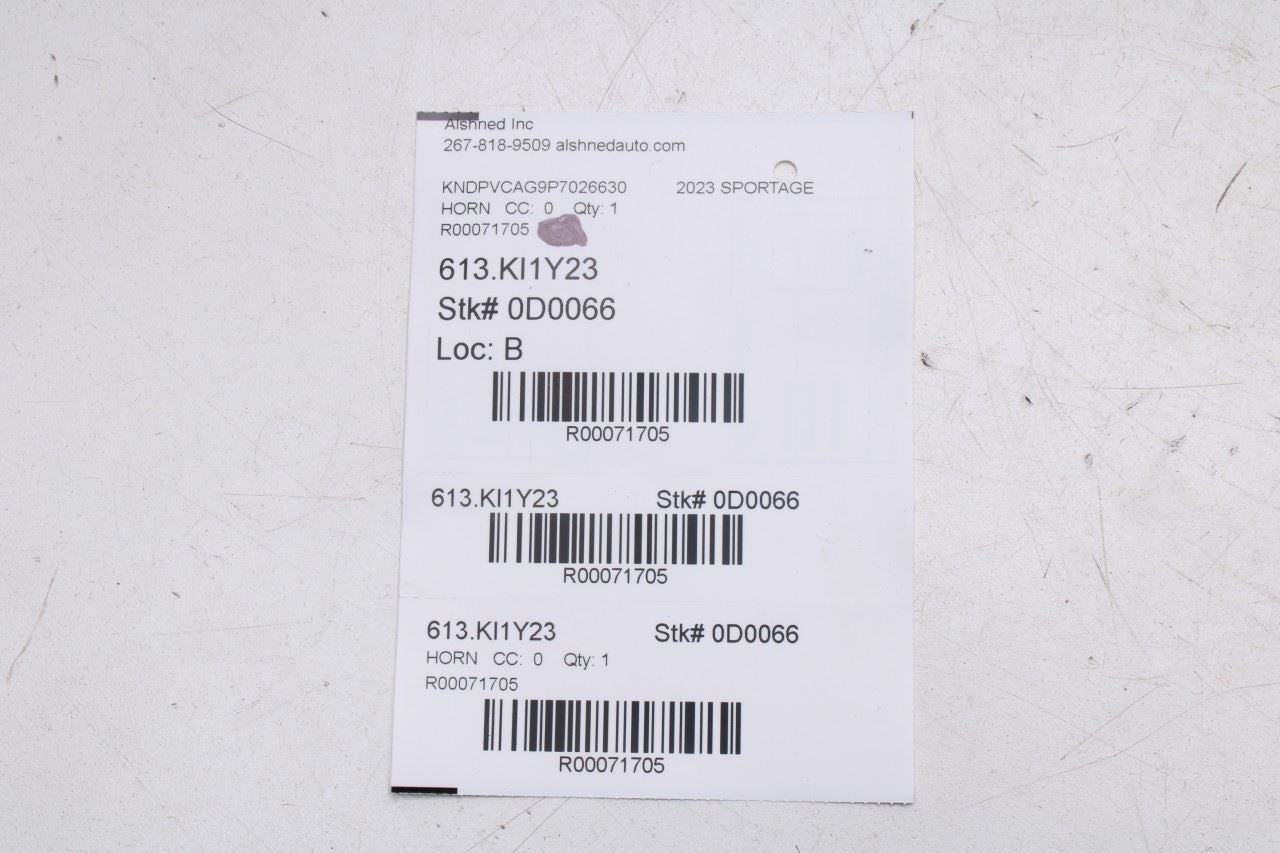 Alshned Inc
267-818-9509 alshnedauto.com
KNDPVCAG9P7026630 2023 SPORTAGE
HORN CC: 0 Qty: 1
R00071705
613.KI1Y23
Stk# 0D0066
Loc: B
R00071705
613.KI1Y23 Stk# 0D0066
R00071705
613.KI1Y23 Stk# 0D0066
HORN CC: 0 Qty: 1
R00071705
R00071705